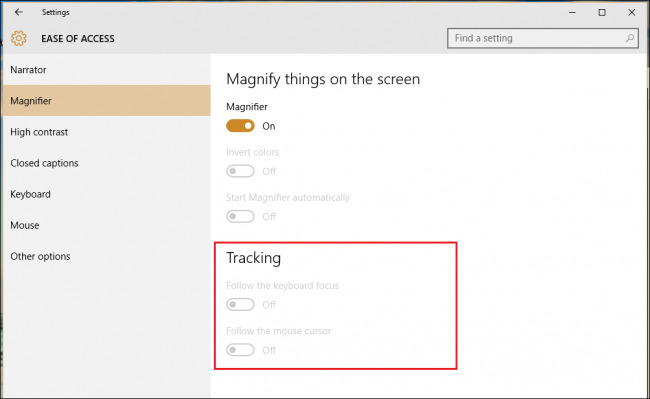 Settings
EASE OF ACCESS
Find a setting
Narrator
Magnifier
High contrast
Closed captions
Keyboard
Mouse
Other options
Magnify things on the screen
Magnifier
On
Invert colors
Off
Start Magnifier automatically
Off
Tracking
Follow the keyboard focus
Off
Follow the mouse cursor
Off